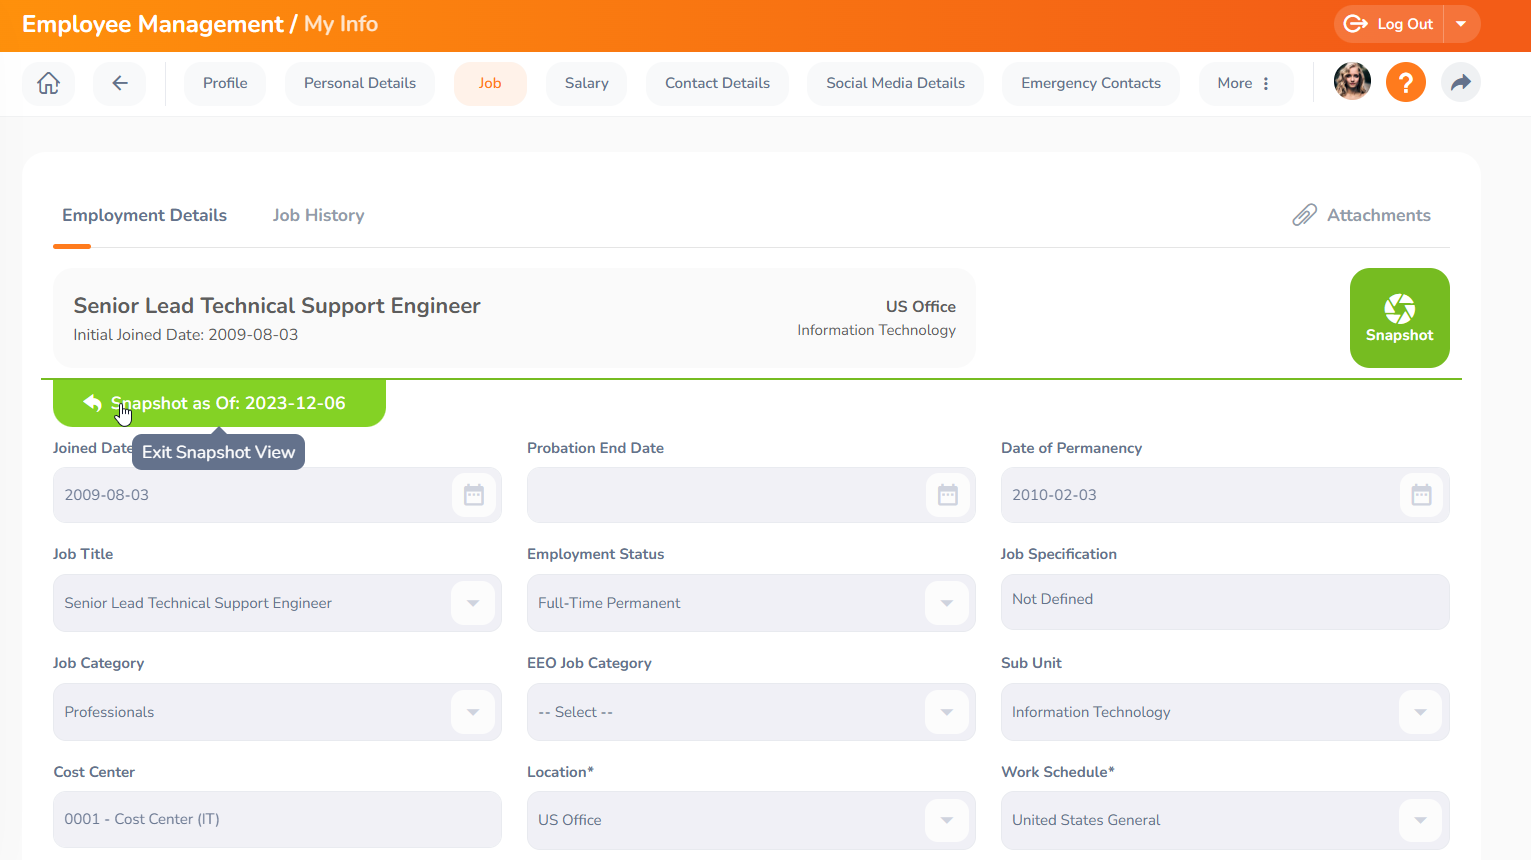 Employee Management / My Info
Log Out
Profile
Personal Details
Job
Salary
Contact Details
Social Media Details
Emergency Contacts
More
?
Employment Details
Job History
Attachments
Senior Lead Technical Support Engineer
US Office
Initial Joined Date: 2009-08-03
Information Technology
Snapshot
Snapshot as Of: 2023-12-06
Exit Snapshot View
Joined Date
Probation End Date
Date of Permanency
2009-08-03
2010-02-03
Job Title
Employment Status
Job Specification
Senior Lead Technical Support Engineer
Full-Time Permanent
Not Defined
Job Category
EEO Job Category
Sub Unit
Professionals
-- Select --
Information Technology
Cost Center
Location*
Work Schedule*
0001 - Cost Center (IT)
US Office
United States General